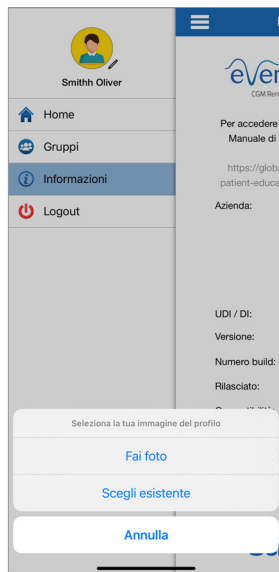 Smithh Oliver
Home
Gruppi
Informazioni
Logout
CGM Rem
Per accedere
Manuale di
https://globa
patient-educa
Azienda:
UDI / DI:
Versione:
Numero build:
Rilasciato:
Seleziona la tua immagine del profilo
Fai foto
Scegli esistente
Annulla